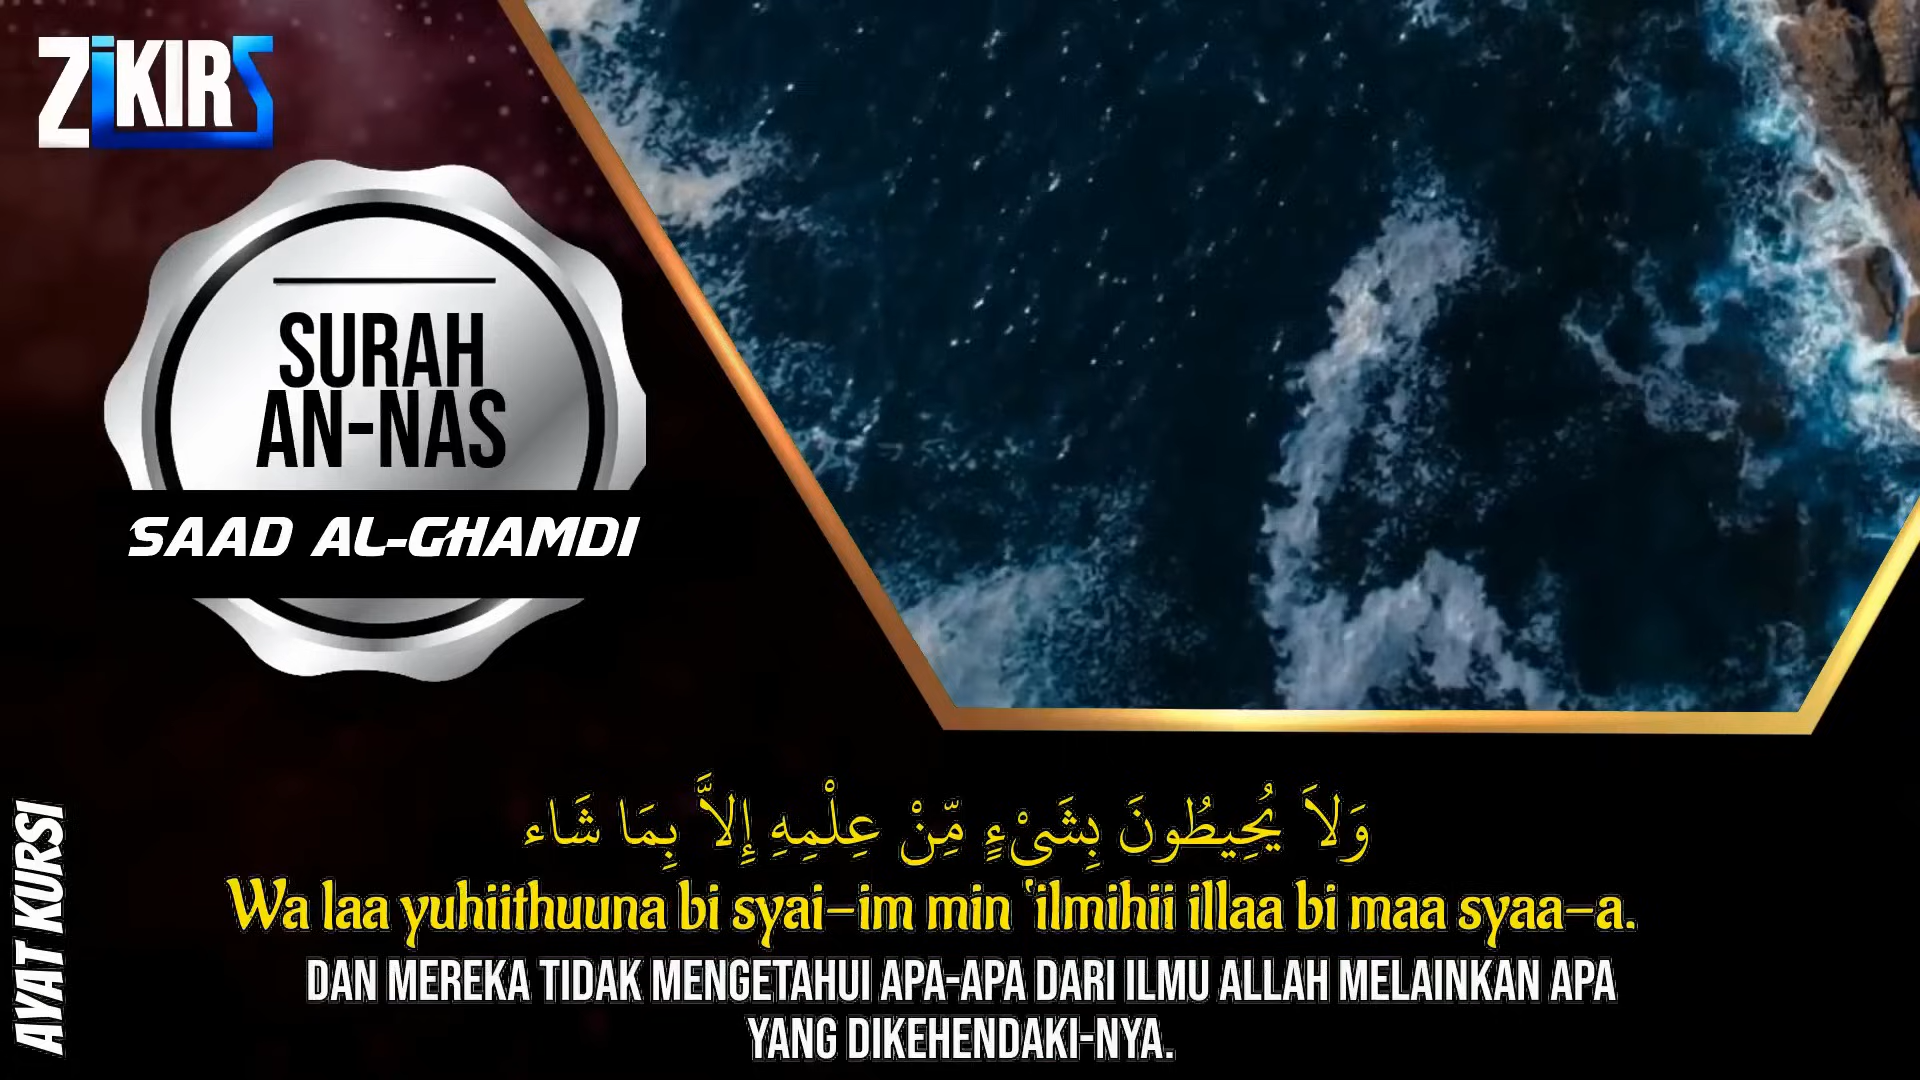 ZiKIRS
SURAH
AN-NAS
SAAD AL-GHAMDI
وَلاَ يُحِيطُونَ بِشَيْءٍ مِّنْ عِلْمِهِ إِلاَّ بِمَا شَاء
Wa laa yuhiithuuna bi syai-im min 'ilmihii illaa bi maa syaa-a.
DAN MEREKA TIDAK MENGETAHUI APA-APA DARI ILMU ALLAH MELAINKAN APA
YANG DIKEHENDAKI-NYA.
AYAT KURSI